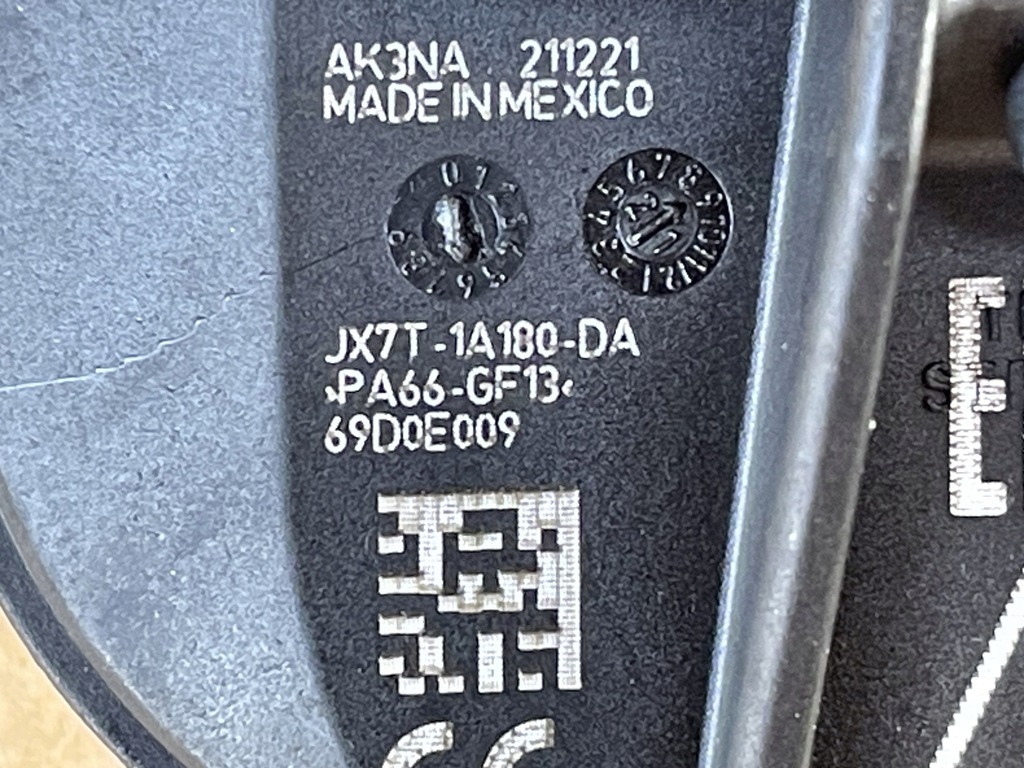 AK3NA 211221
MADE IN MEXICO
JX7T-1A180-DA
>PA66-GF13<
69D0E009